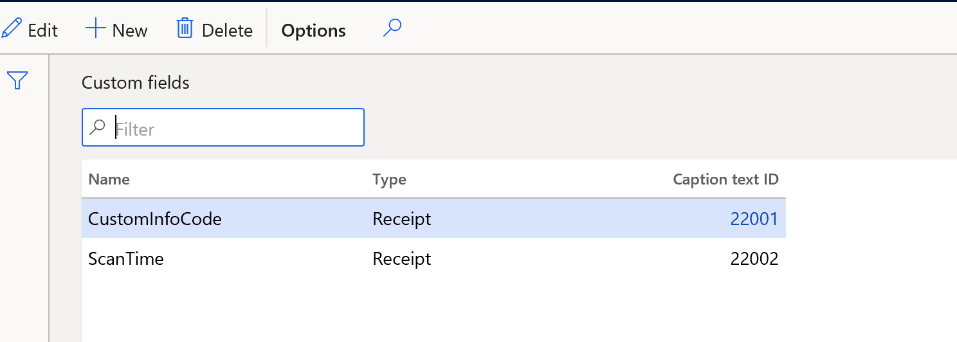 Edit New Delete Options
Custom fields
Filter
Name Type Caption text ID
CustomInfoCode Receipt 22001
ScanTime Receipt 22002